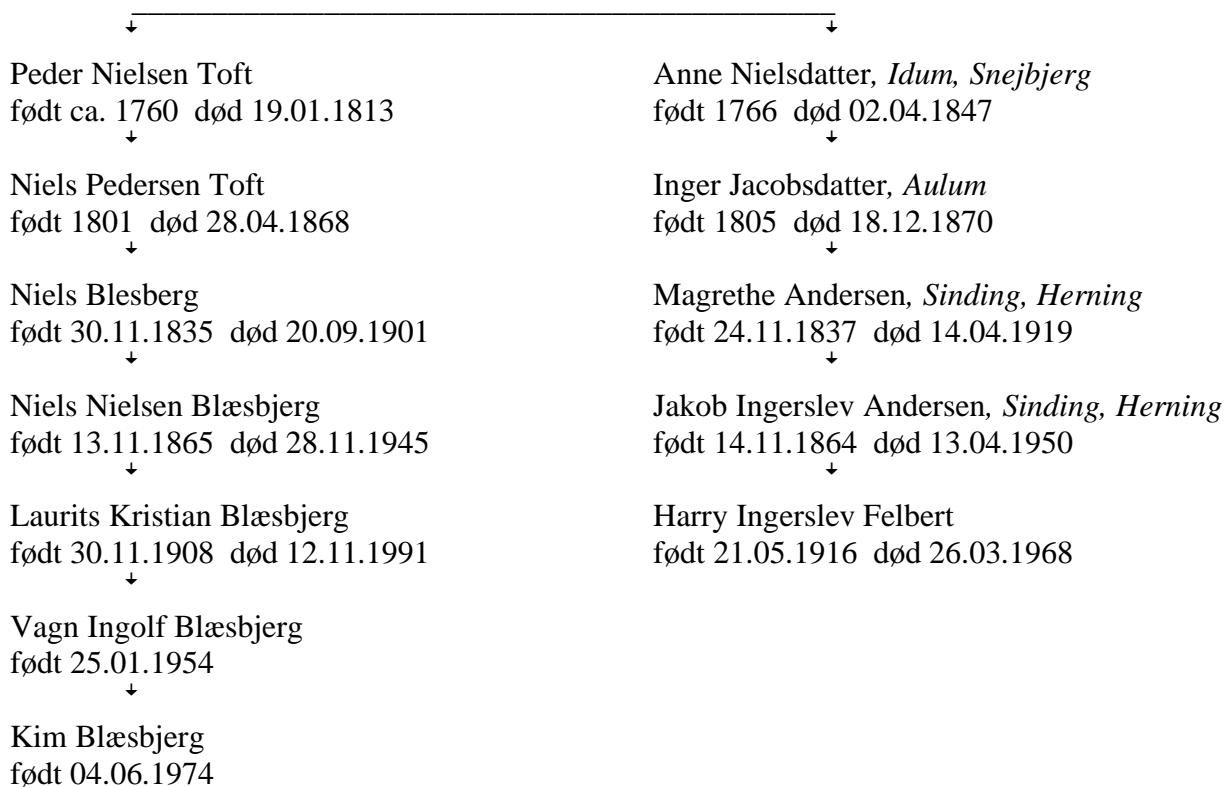 Peder Nielsen Toft
født ca. 1760 død 19.01.1813
Niels Pedersen Toft
født 1801 død 28.04.1868
Niels Blesberg
født 30.11.1835 død 20.09.1901
Niels Nielsen Blæsbjerg
født 13.11.1865 død 28.11.1945
Laurits Kristian Blæsbjerg
født 30.11.1908 død 12.11.1991
Vagn Ingolf Blæsbjerg
født 25.01.1954
Kim Blæsbjerg
født 04.06.1974
Anne Nielsdatter, Idum, Snejbjerg
født 1766 død 02.04.1847
Inger Jacobsdatter, Aulum
født 1805 død 18.12.1870
Magrethe Andersen, Sinding, Herning
født 24.11.1837 død 14.04.1919
Jakob Ingerslev Andersen, Sinding, Herning
født 14.11.1864 død 13.04.1950
Harry Ingerslev Felbert
født 21.05.1916 død 26.03.1968